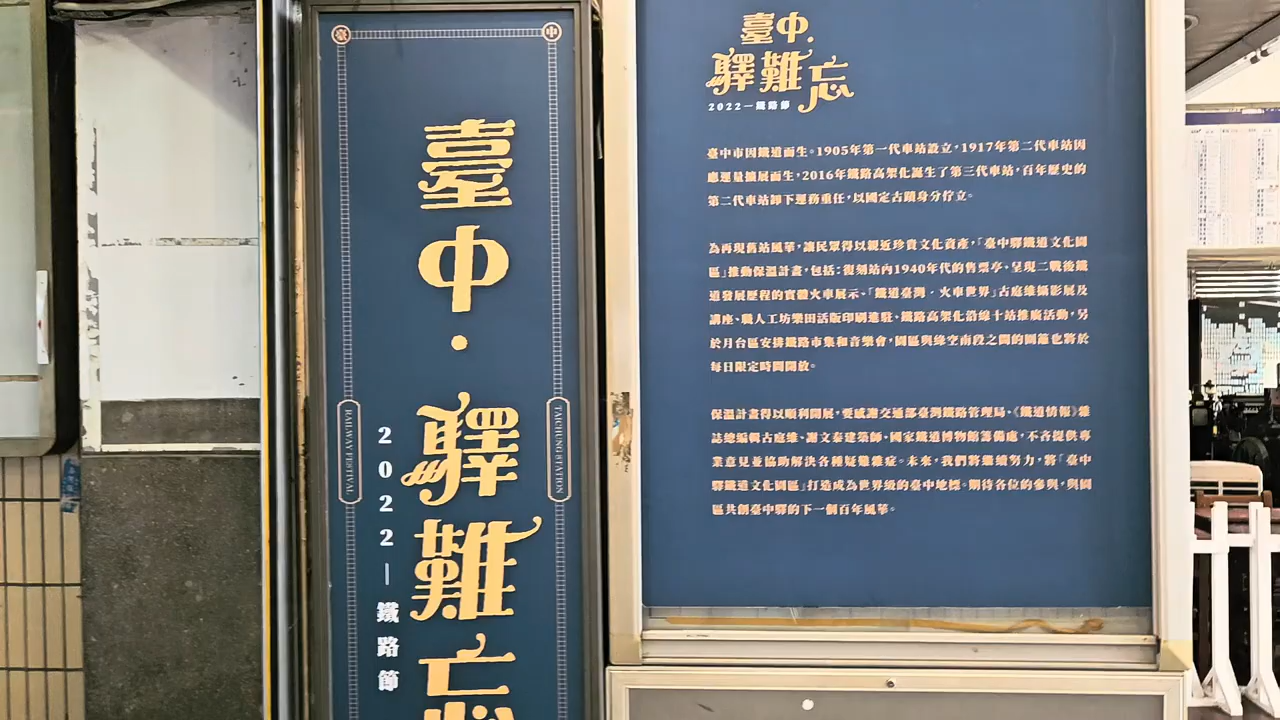 臺
中
臺中·驛難忘
2022—鐵路節
RAILWAY FESTIVAL
TAICHUNG STATION
臺中·
驛難忘
2022—鐵路節
臺中市因鐵道而生。1905年第一代車站設立,1917年第二代車站因
應運量擴展而生,2016年鐵路高架化誕生了第三代車站,百年歷史的
第二代車站卸下運務重任,以國定古蹟身分佇立。
為再現舊站風華,讓民眾得以親近珍貴文化資產,「臺中驛鐵道文化園
區」推動保溫計畫,包括:復刻站內1940年代的售票亭、呈現二戰後鐵
道發展歷程的實體火車展示、「鐵道臺灣·火車世界」古庭維攝影展及
講座、職人工坊樂田活版印刷進駐、鐵路高架化沿線十站推廣活動,另
於月台區安排鐵路市集和音樂會,園區與綠空南段之間的圍籬也將於
每日限定時間開放。
保溫計畫得以順利開展,要感謝交通部臺灣鐵路管理局、《鐵道情報》雜
誌總編輯古庭維、謝文泰建築師、國家鐵道博物館籌備處,不吝提供專
業意見並協助解決各種疑難雜症。未來,我們將持續努力,將「臺中
驛鐵道文化園區」打造成為世界級的臺中地標。期待各位的參與,與園
區共創臺中驛的下一個百年風華。